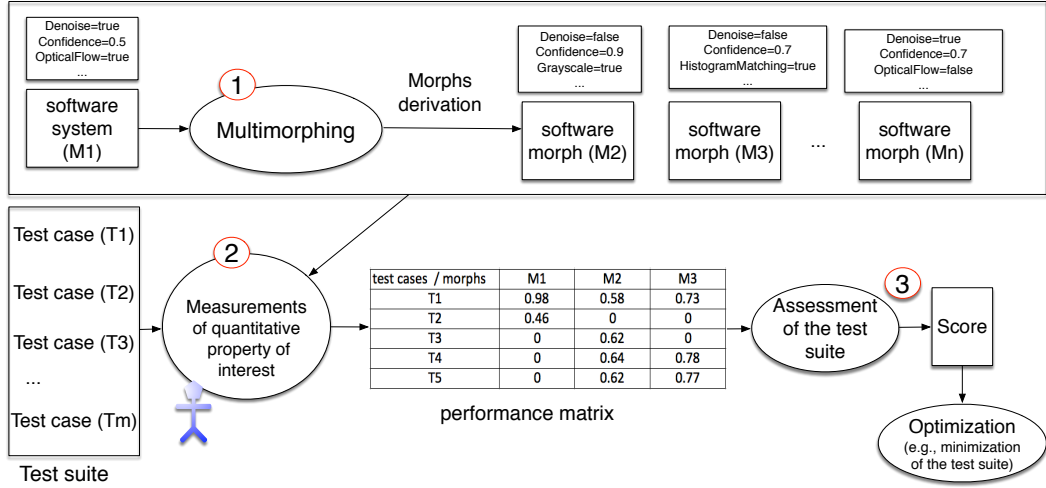 Denoise=true
Confidence=0.5
OpticalFlow=true
...
software
system
(M1)
1
Multimorphing
Morphs
derivation
Denoise=false
Confidence=0.9
Grayscale=true
...
software
morph (M2)
Denoise=false
Confidence=0.7
HistogramMatching=true
...
software
morph (M3)
...
Denoise=true
Confidence=0.7
OpticalFlow=false
...
software
morph (Mn)
Test case (T1)
Test case (T2)
Test case (T3)
...
Test case (Tm)
Test suite
2
Measurements
of quantitative
property of
interest
test cases / morphs M1 M2 M3
T1 0.98 0.58 0.73
T2 0.46 0 0
T3 0 0.62 0
T4 0 0.64 0.78
T5 0 0.62 0.77
performance matrix
3
Assessment
of the test
suite
Score
Optimization
(e.g., minimization
of the test suite)